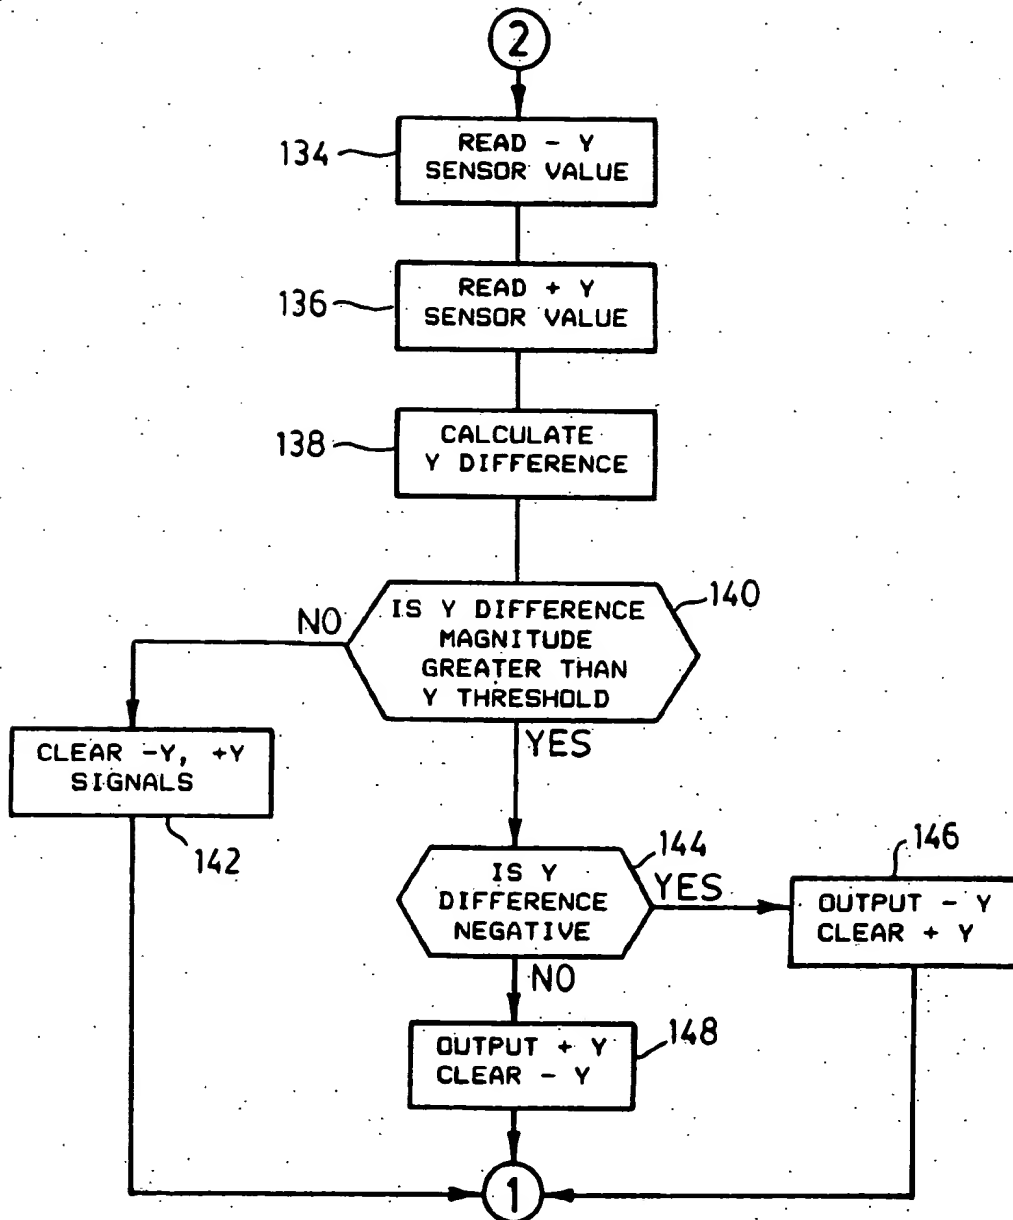 2
134
READ - Y
SENSOR VALUE
136
READ + Y
SENSOR VALUE
138
CALCULATE
Y DIFFERENCE
140
IS Y DIFFERENCE
MAGNITUDE
GREATER THAN
Y THRESHOLD
NO
YES
CLEAR -Y, +Y
SIGNALS
142
144
IS Y
DIFFERENCE
NEGATIVE
YES
146
OUTPUT - Y
CLEAR + Y
NO
148
OUTPUT + Y
CLEAR - Y
1